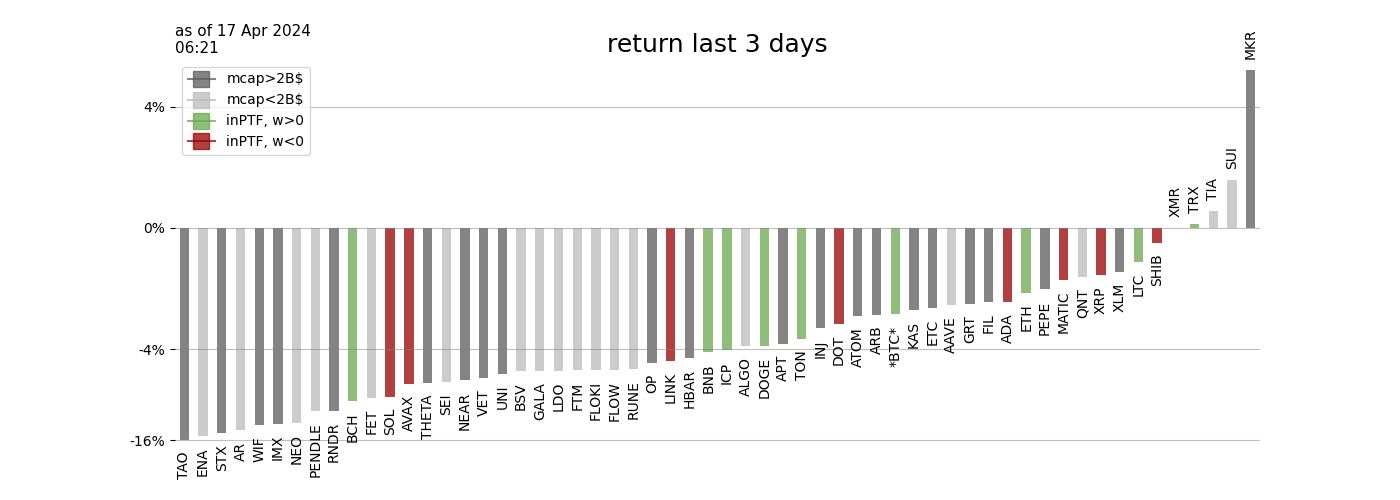 as of 17 Apr 2024
06:21
return last 3 days
mcap>2B$
mcap<2B$
inPTF, w>0
inPTF, w<0
4%
0%
-4%
-16%
TAO
ENA
STX
AR
WIF
IMX
NEO
PENDLE
RNDR
BCH
FET
SOL
AVAX
THETA
SEI
NEAR
VET
UNI
BSV
GALA
LDO
FTM
FLOKI
FLOW
RUNE
OP
LINK
HBAR
BNB
ICP
ALGO
DOGE
APT
TON
INJ
DOT
ATOM
ARB
*BTC*
KAS
ETC
AAVE
GRT
FIL
ADA
ETH
PEPE
MATIC
QNT
XRP
XLM
LTC
SHIB
XMR
TRX
TIA
SUI
MKR